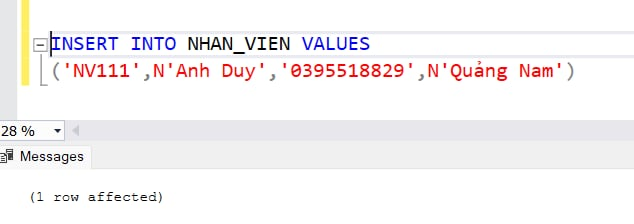 INSERT INTO NHAN_VIEN VALUES
('NV111',N'Anh Duy','0395518829',N'Quảng Nam')
28 %
Messages
(1 row affected)